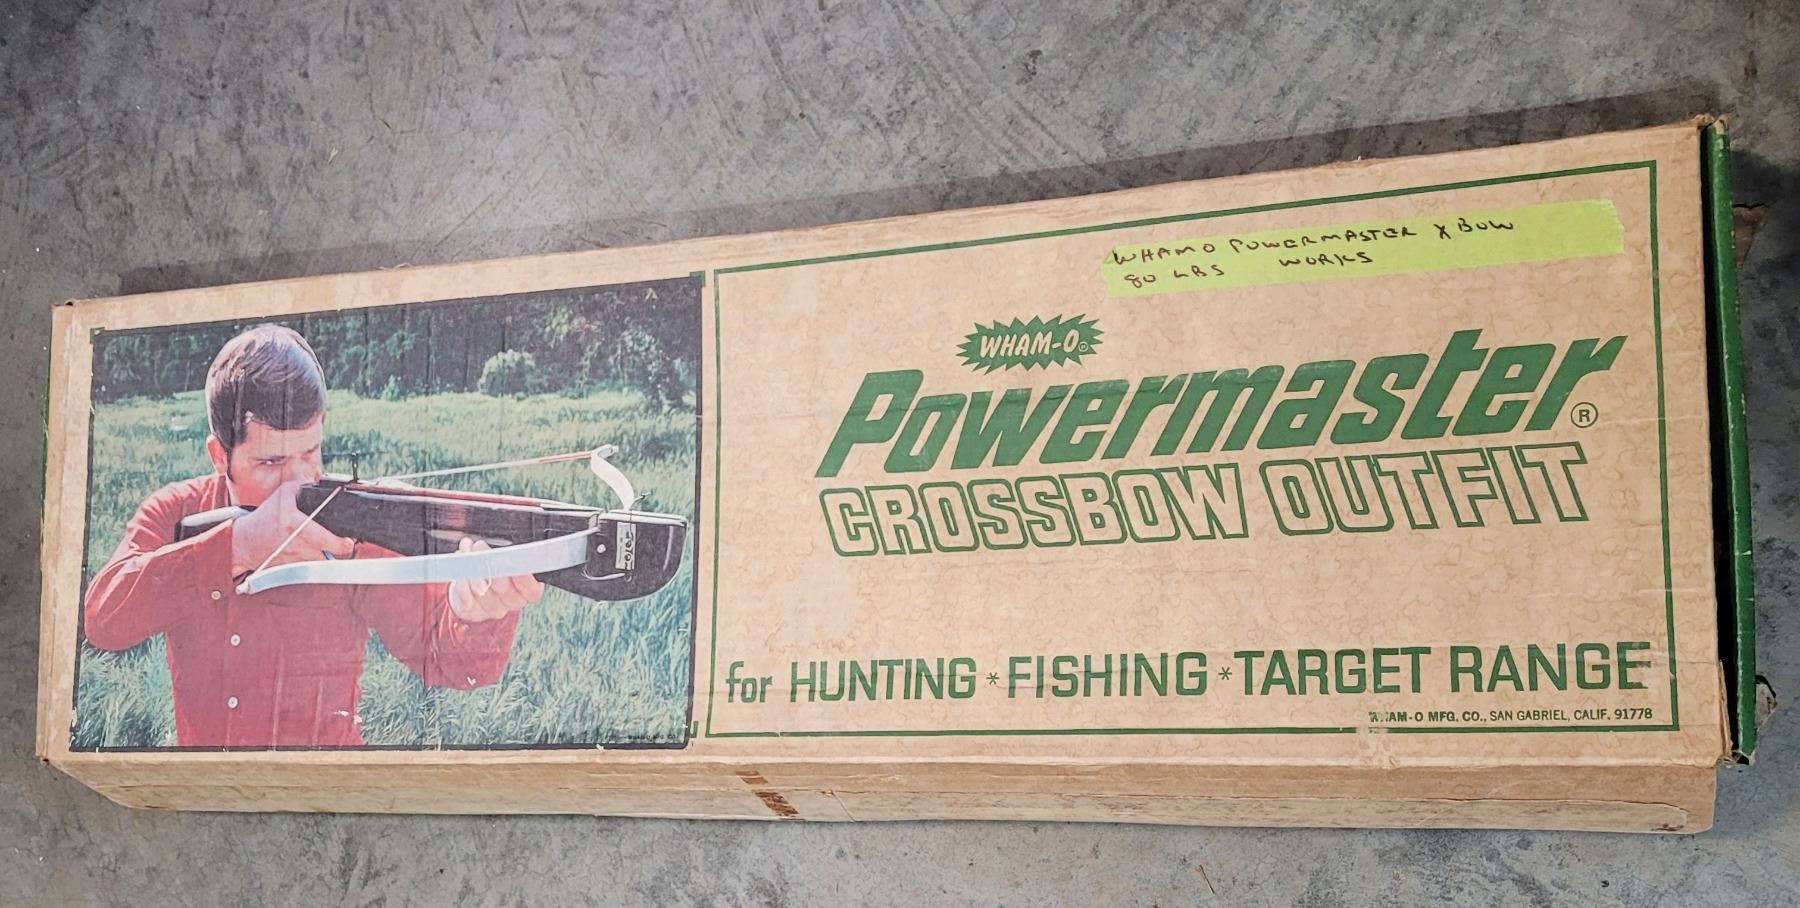 WHAMO POWERMASTER X BOW
80 LBS WORKS
WHAM-O®
Powermaster®
CROSSBOW OUTFIT
for HUNTING * FISHING * TARGET RANGE
WHAM-O MFG. CO., SAN GABRIEL, CALIF. 91778